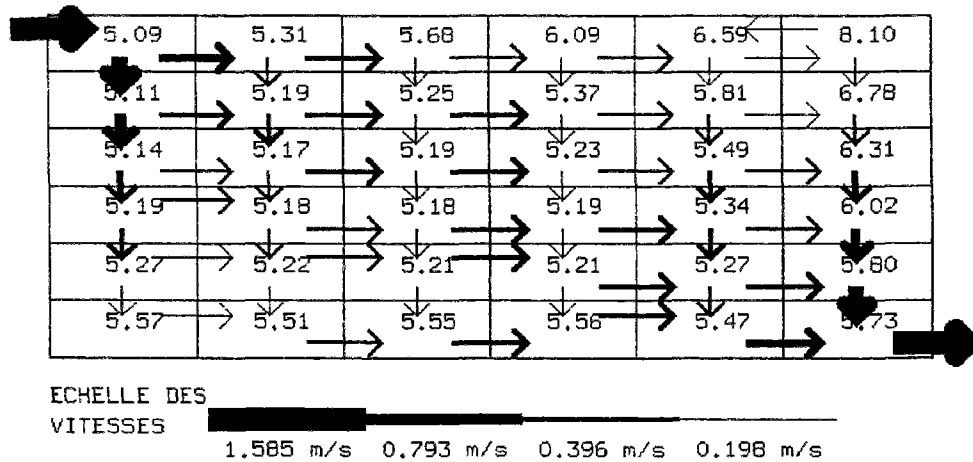 5.09 5.31 5.68 6.09 6.59 8.10
5.11 5.19 5.25 5.37 5.81 6.78
5.14 5.17 5.19 5.23 5.49 6.31
5.19 5.18 5.18 5.19 5.34 6.02
5.27 5.22 5.21 5.21 5.27 5.80
5.57 5.51 5.55 5.56 5.47 5.73
ECHELLE DES
VITESSES
1.585 m/s 0.793 m/s 0.396 m/s 0.198 m/s